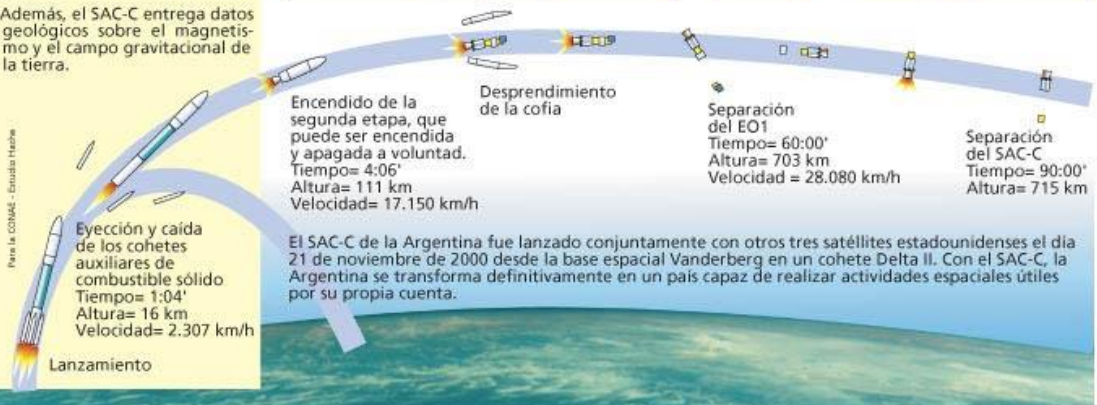 Además, el SAC-C entrega datos
geológicos sobre el magnetis-
mo y el campo gravitacional de
la tierra.
Para la CONAE - Estudio Hache
Lanzamiento
Eyección y caída
de los cohetes
auxiliares de
combustible sólido
Tiempo= 1:04'
Altura= 16 km
Velocidad= 2.307 km/h
Encendido de la
segunda etapa, que
puede ser encendida
y apagada a voluntad.
Tiempo= 4:06'
Altura= 111 km
Velocidad= 17.150 km/h
Desprendimiento
de la cofia
Separación
del EO1
Tiempo= 60:00'
Altura= 703 km
Velocidad = 28.080 km/h
Separación
del SAC-C
Tiempo= 90:00'
Altura= 715 km
El SAC-C de la Argentina fue lanzado conjuntamente con otros tres satéllites estadounidenses el día
21 de noviembre de 2000 desde la base espacial Vanderberg en un cohete Delta II. Con el SAC-C, la
Argentina se transforma definitivamente en un país capaz de realizar actividades espaciales útiles
por su propia cuenta.